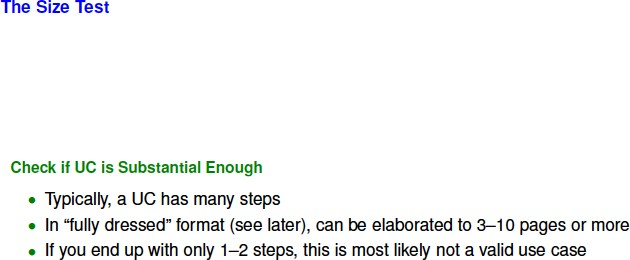 The Size Test
Check if UC is Substantial Enough
• Typically, a UC has many steps
• In “fully dressed” format (see later), can be elaborated to 3–10 pages or more
• If you end up with only 1–2 steps, this is most likely not a valid use case